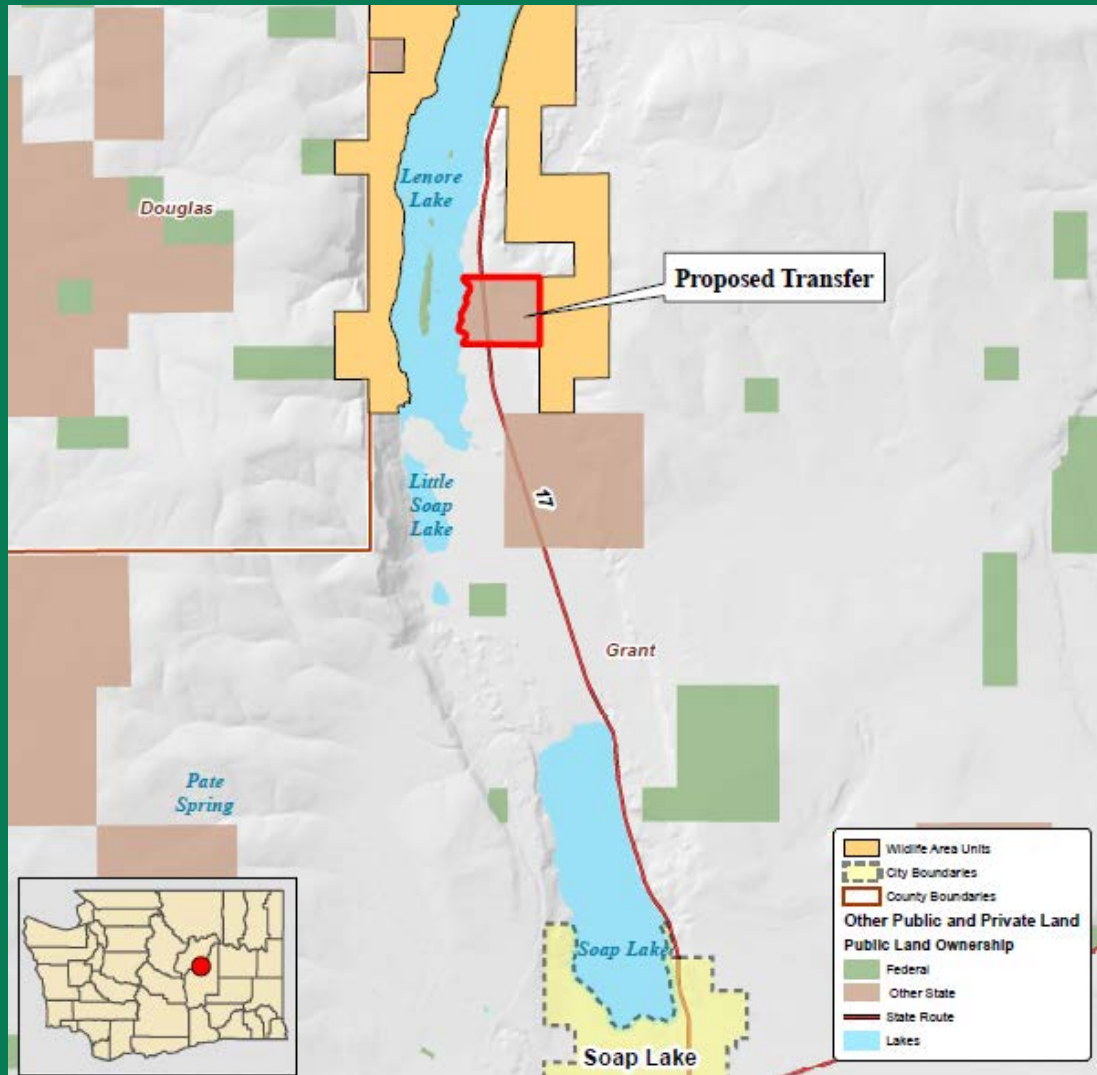 Lenore
Lake
Douglas
Proposed Transfer
Little
Soap
Lake
17
Grant
Pate
Spring
Soap Lake
Soap Lake
Wildlife Area Units
City Boundaries
County Boundaries
Other Public and Private Land
Public Land Ownership
Federal
Other State
State Route
Lakes